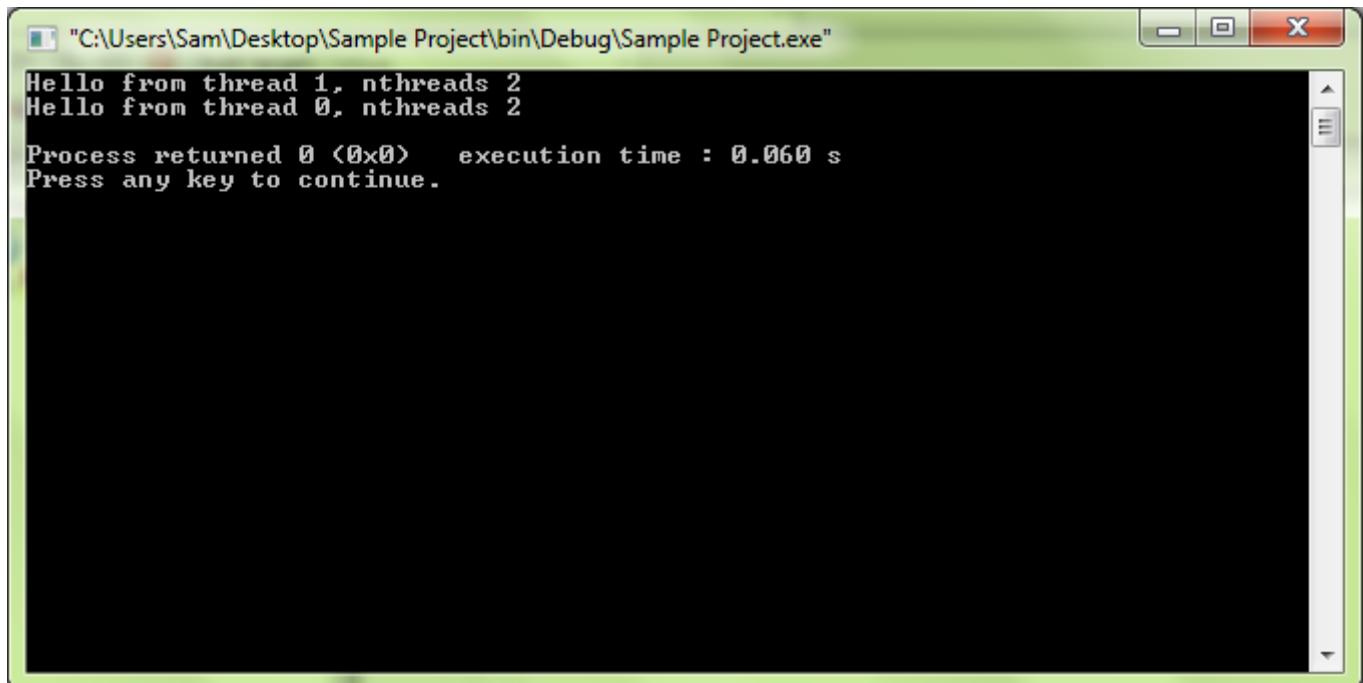 "C:\Users\Sam\Desktop\Sample Project\bin\Debug\Sample Project.exe"
Hello from thread 1, nthreads 2
Hello from thread 0, nthreads 2
Process returned 0 (0x0)   execution time : 0.060 s
Press any key to continue.